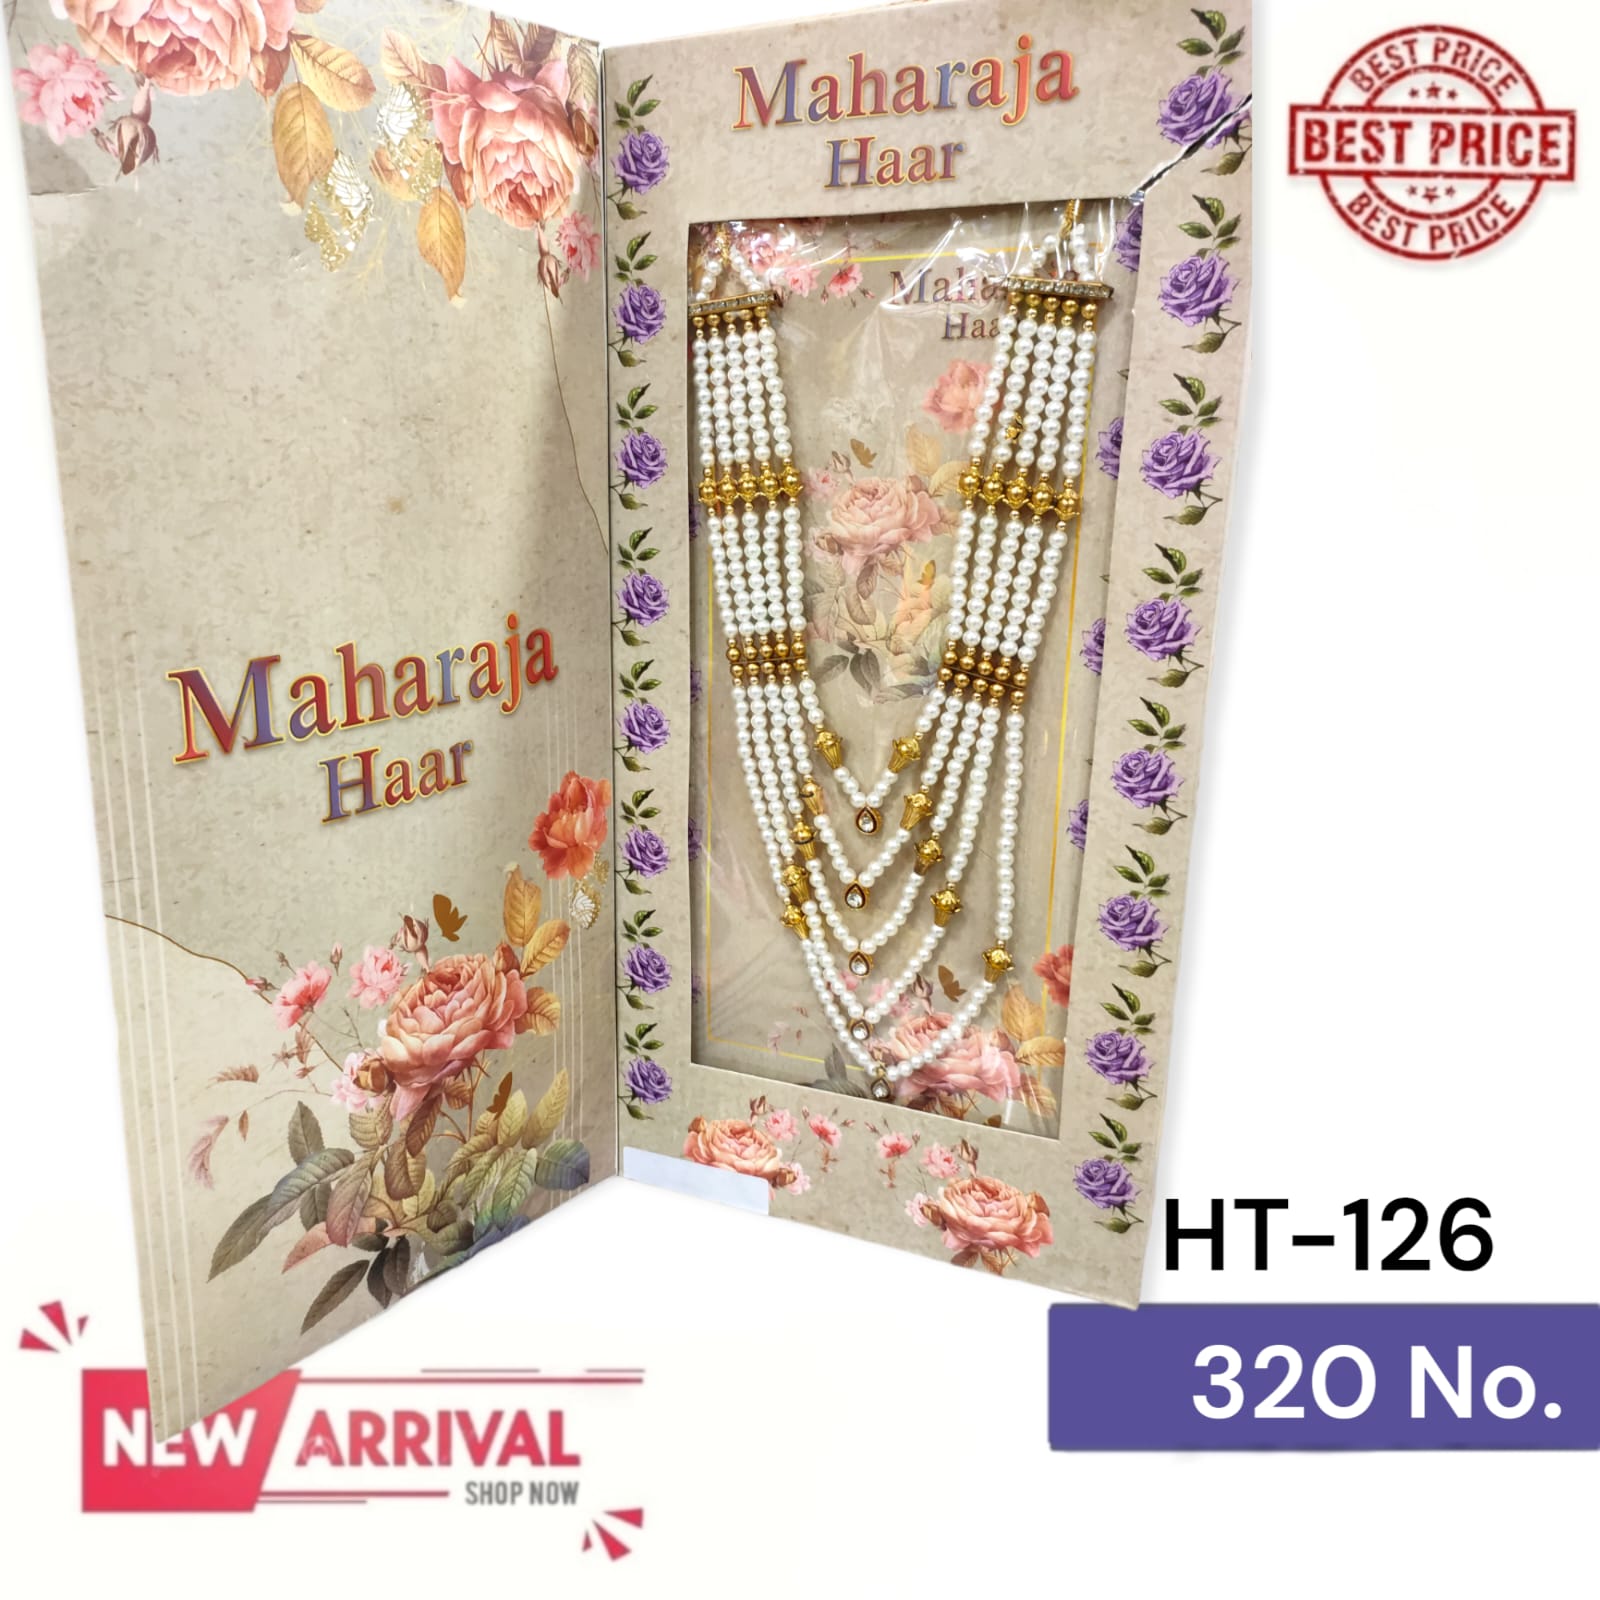 Maharaja
Haar
BEST PRICE
BEST PRICE
BEST PRICE
Maharaja
Haar
HT-126
320 No.
NEW ARRIVAL
SHOP NOW